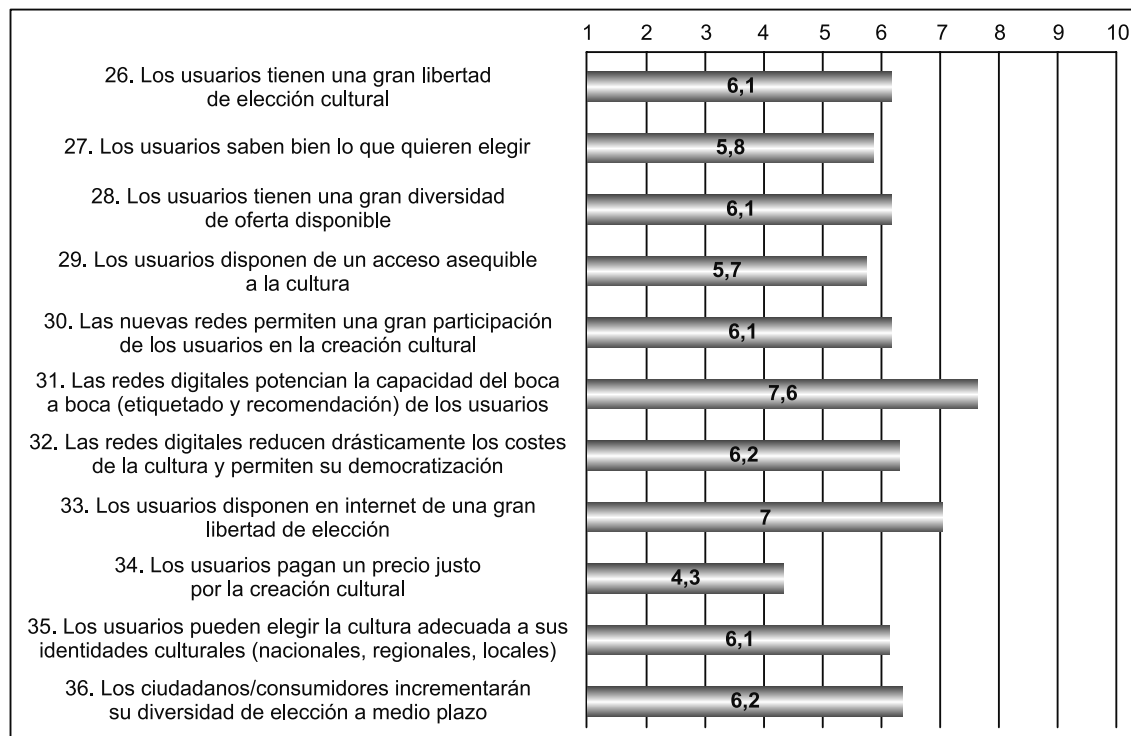 1 2 3 4 5 6 7 8 9 10
26. Los usuarios tienen una gran libertad
de elección cultural
6,1
27. Los usuarios saben bien lo que quieren elegir
5,8
28. Los usuarios tienen una gran diversidad
de oferta disponible
6,1
29. Los usuarios disponen de un acceso asequible
a la cultura
5,7
30. Las nuevas redes permiten una gran participación
de los usuarios en la creación cultural
6,1
31. Las redes digitales potencian la capacidad del boca
a boca (etiquetado y recomendación) de los usuarios
7,6
32. Las redes digitales reducen drásticamente los costes
de la cultura y permiten su democratización
6,2
33. Los usuarios disponen en internet de una gran
libertad de elección
7
34. Los usuarios pagan un precio justo
por la creación cultural
4,3
35. Los usuarios pueden elegir la cultura adecuada a sus
identidades culturales (nacionales, regionales, locales)
6,1
36. Los ciudadanos/consumidores incrementarán
su diversidad de elección a medio plazo
6,2